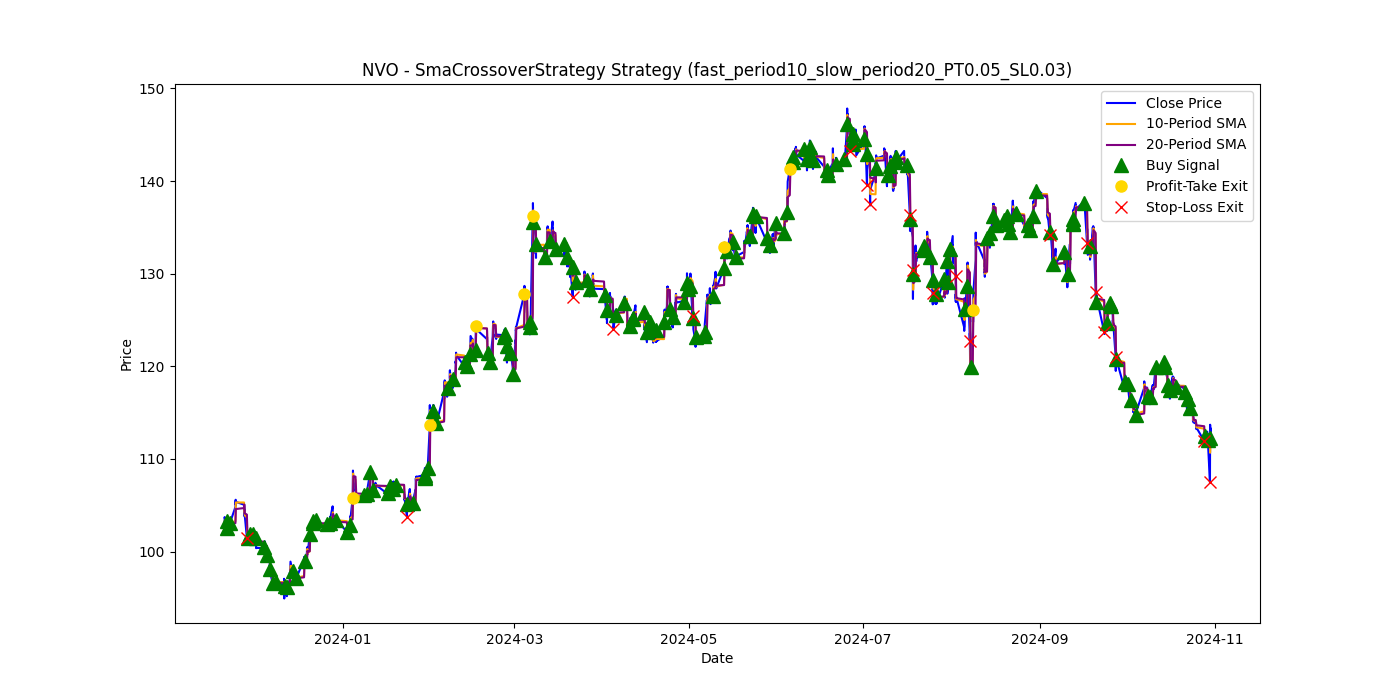 NVO - SmaCrossoverStrategy Strategy (fast_period10_slow_period20_PT0.05_SL0.03)
150
140
130
120
110
100
Price
2024-01
2024-03
2024-05
2024-07
2024-09
2024-11
Date
Close Price
10-Period SMA
20-Period SMA
Buy Signal
Profit-Take Exit
Stop-Loss Exit